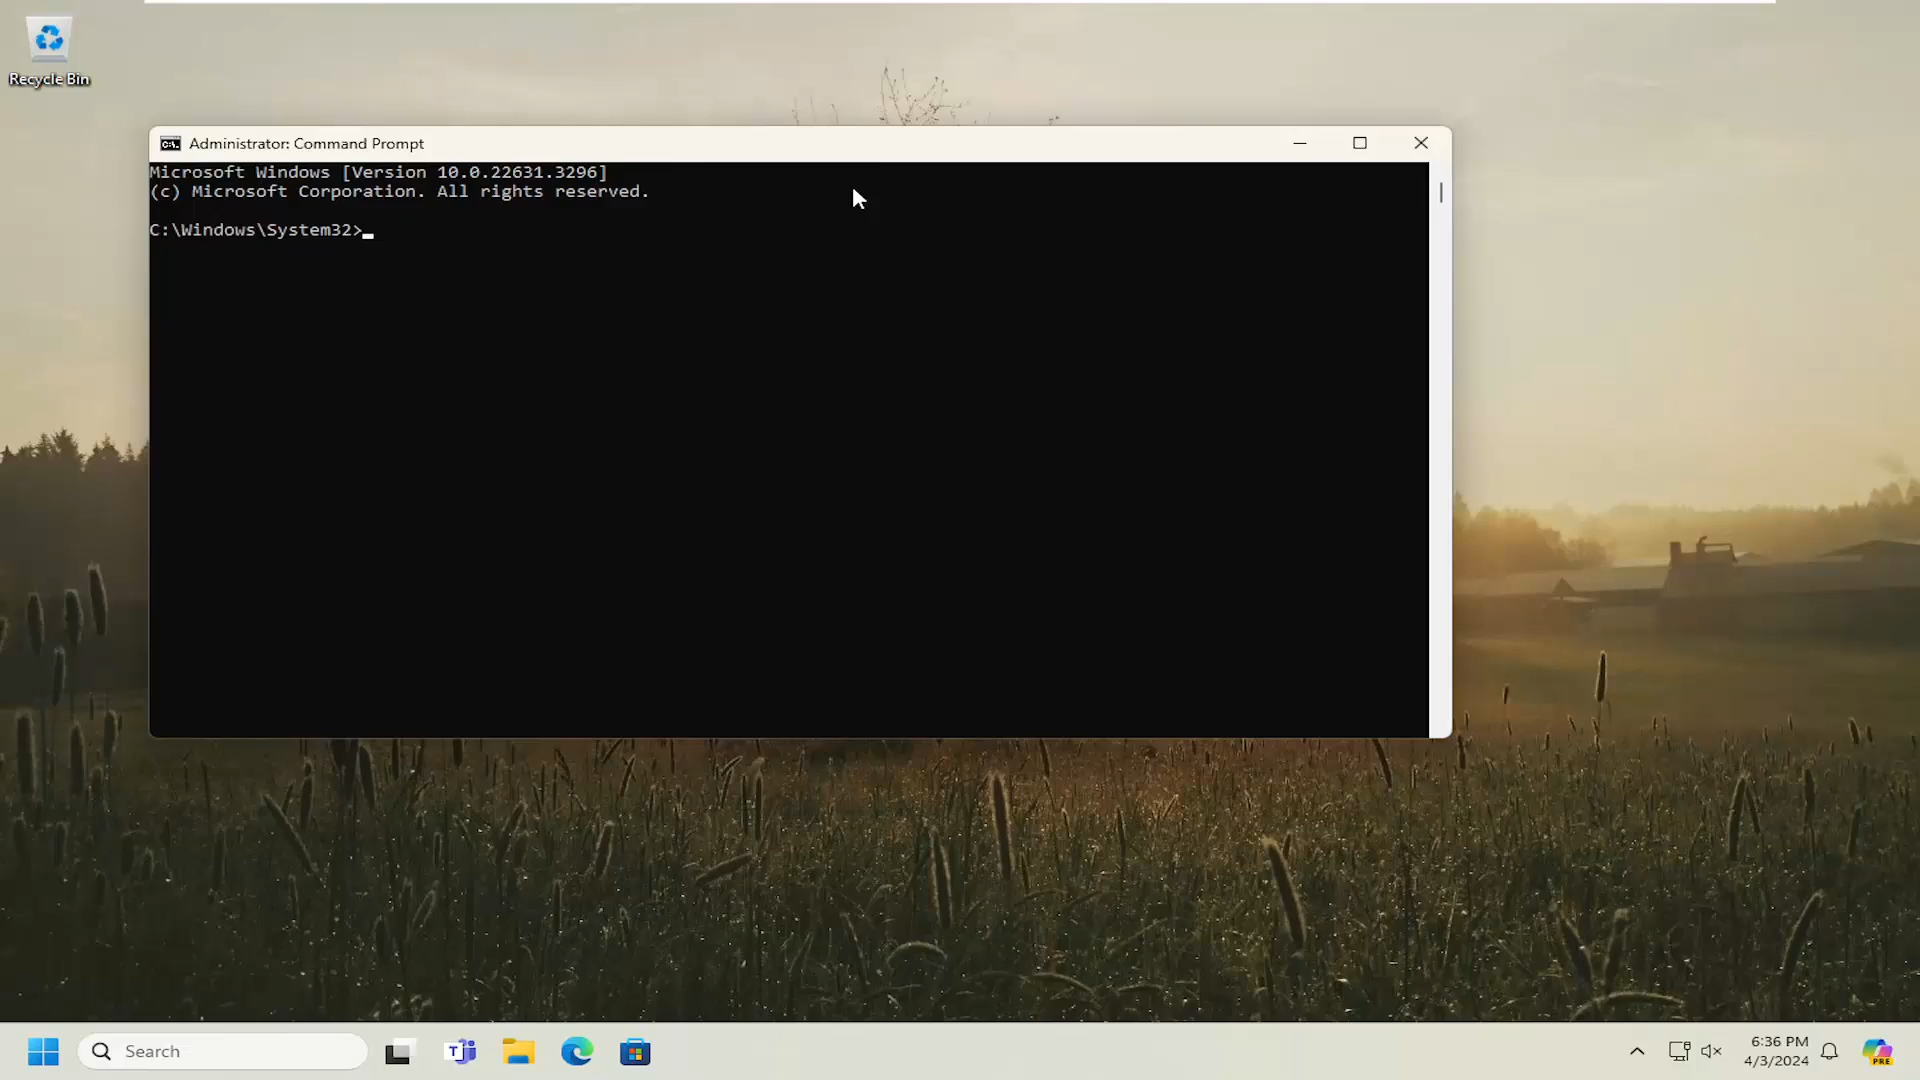 Recycle Bin
Administrator: Command Prompt
Microsoft Windows [Version 10.0.22631.3296]
(c) Microsoft Corporation. All rights reserved.
C:\Windows\System32>
Search
6:36 PM
4/3/2024
PRE